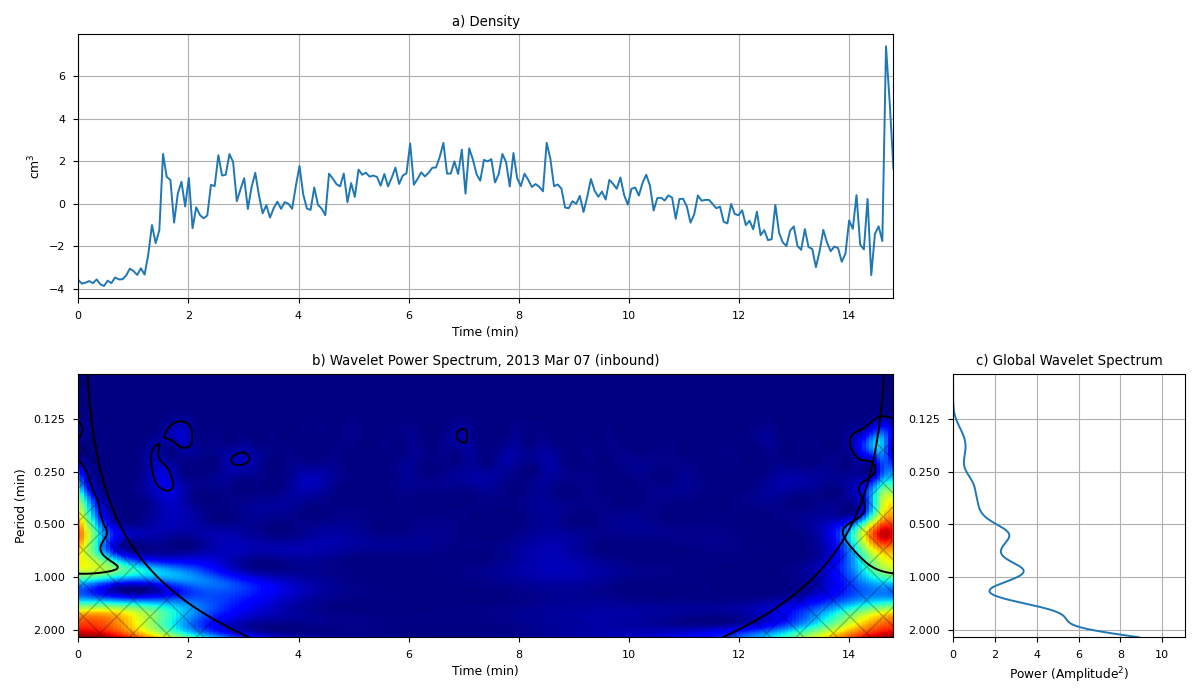 a) Density
6
4
2
0
−2
−4
cm³
0 2 4 6 8 10 12 14
Time (min)
b) Wavelet Power Spectrum, 2013 Mar 07 (inbound)
0.125
0.250
0.500
1.000
2.000
Period (min)
0 2 4 6 8 10 12 14
Time (min)
c) Global Wavelet Spectrum
0.125
0.250
0.500
1.000
2.000
0 2 4 6 8 10
Power (Amplitude²)